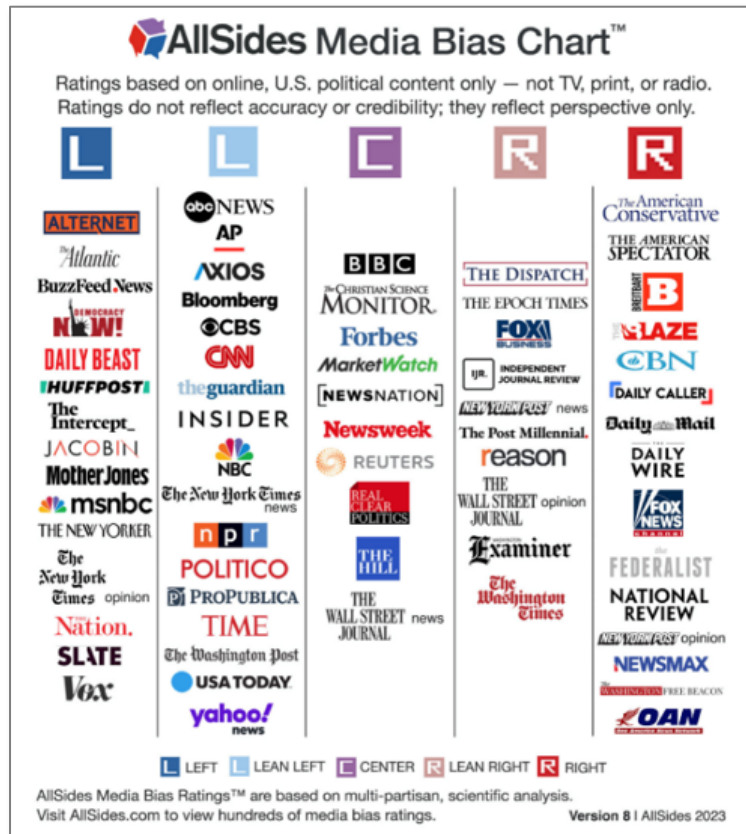 AllSides Media Bias Chart™
Ratings based on online, U.S. political content only — not TV, print, or radio.
Ratings do not reflect accuracy or credibility; they reflect perspective only.
L
L
C
R
R
ALTERNET
The Atlantic
BuzzFeed.News
DEMOCRACY
NOW!
DAILY BEAST
HUFFPOST
The
Intercept_
JACOBIN
Mother Jones
msnbc
THE NEW YORKER
The
New York
Times opinion
The
Nation.
SLATE
Vox
abc NEWS
AP
AXIOS
Bloomberg
CBS
CNN
theguardian
INSIDER
NBC
The New York Times
news
npr
POLITICO
PROPUBLICA
TIME
The Washington Post
USA TODAY
yahoo!
news
BBC
The CHRISTIAN SCIENCE
MONITOR
Forbes
MarketWatch
[NEWSNATION]
Newsweek
REUTERS
REAL
CLEAR
POLITICS
THE
HILL
THE
WALL STREET
JOURNAL news
THE DISPATCH
THE EPOCH TIMES
FOX
BUSINESS
IJR. INDEPENDENT
JOURNAL REVIEW
NEW YORK POST news
The Post Millennial.
reason
THE
WALL STREET
JOURNAL opinion
WASHINGTON
Examiner
The
Washington
Times
The American
Conservative
THE AMERICAN
SPECTATOR
BREITBART B
THE BLAZE
CBN
DAILY CALLER
Daily Mail
THE
DAILY
WIRE
FOX
NEWS
channel
the
FEDERALIST
NATIONAL
REVIEW
NEW YORK POST opinion
NEWSMAX
The
WASHINGTON FREE BEACON
OAN
One America News Network
L LEFT L LEAN LEFT C CENTER R LEAN RIGHT R RIGHT
AllSides Media Bias Ratings™ are based on multi-partisan, scientific analysis.
Visit AllSides.com to view hundreds of media bias ratings. Version 8 | AllSides 2023